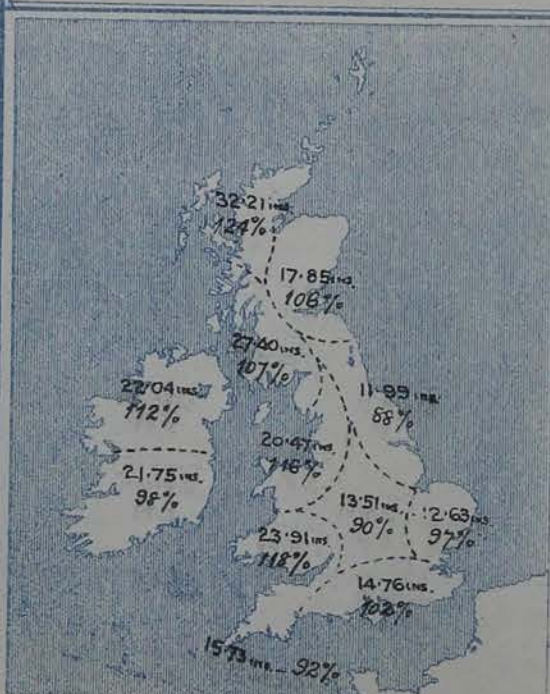 32·21 ins.
124%
17·85 ins.
106%
27·40 ins.
107%
22·04 ins.
112%
11·99 ins.
88%
20·47 ins.
116%
21·75 ins.
98%
13·51 ins.
90%
12·63 ins.
97%
23·91 ins.
118%
14·76 ins.
102%
15·73 ins. 92%